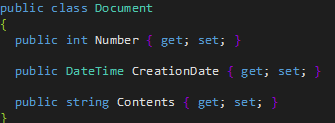 public class Document
{
public int Number { get; set; }
public DateTime CreationDate { get; set; }
public string Contents { get; set; }
}